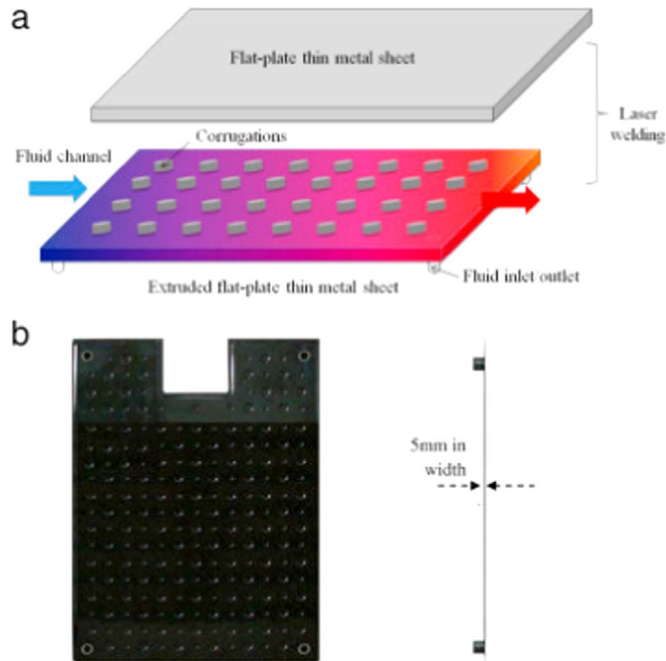 a
Flat-plate thin metal sheet
Corrugations
Fluid channel
Laser
welding
Extruded flat-plate thin metal sheet
Fluid inlet outlet
b
5mm in
width